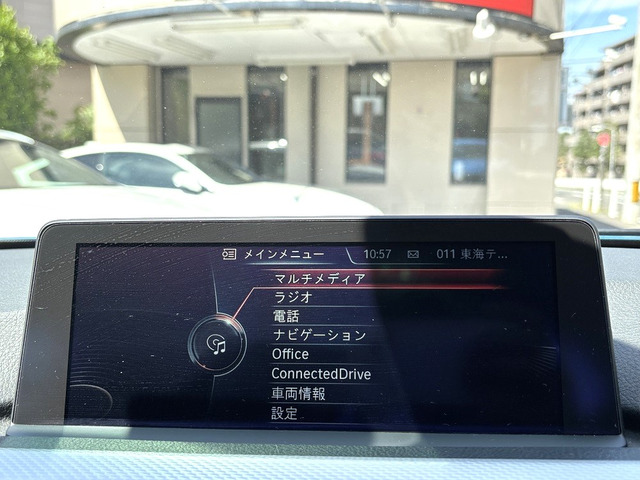 メインメニュー 10:57 011 東海テ...
マルチメディア
ラジオ
電話
ナビゲーション
Office
ConnectedDrive
車両情報
設定